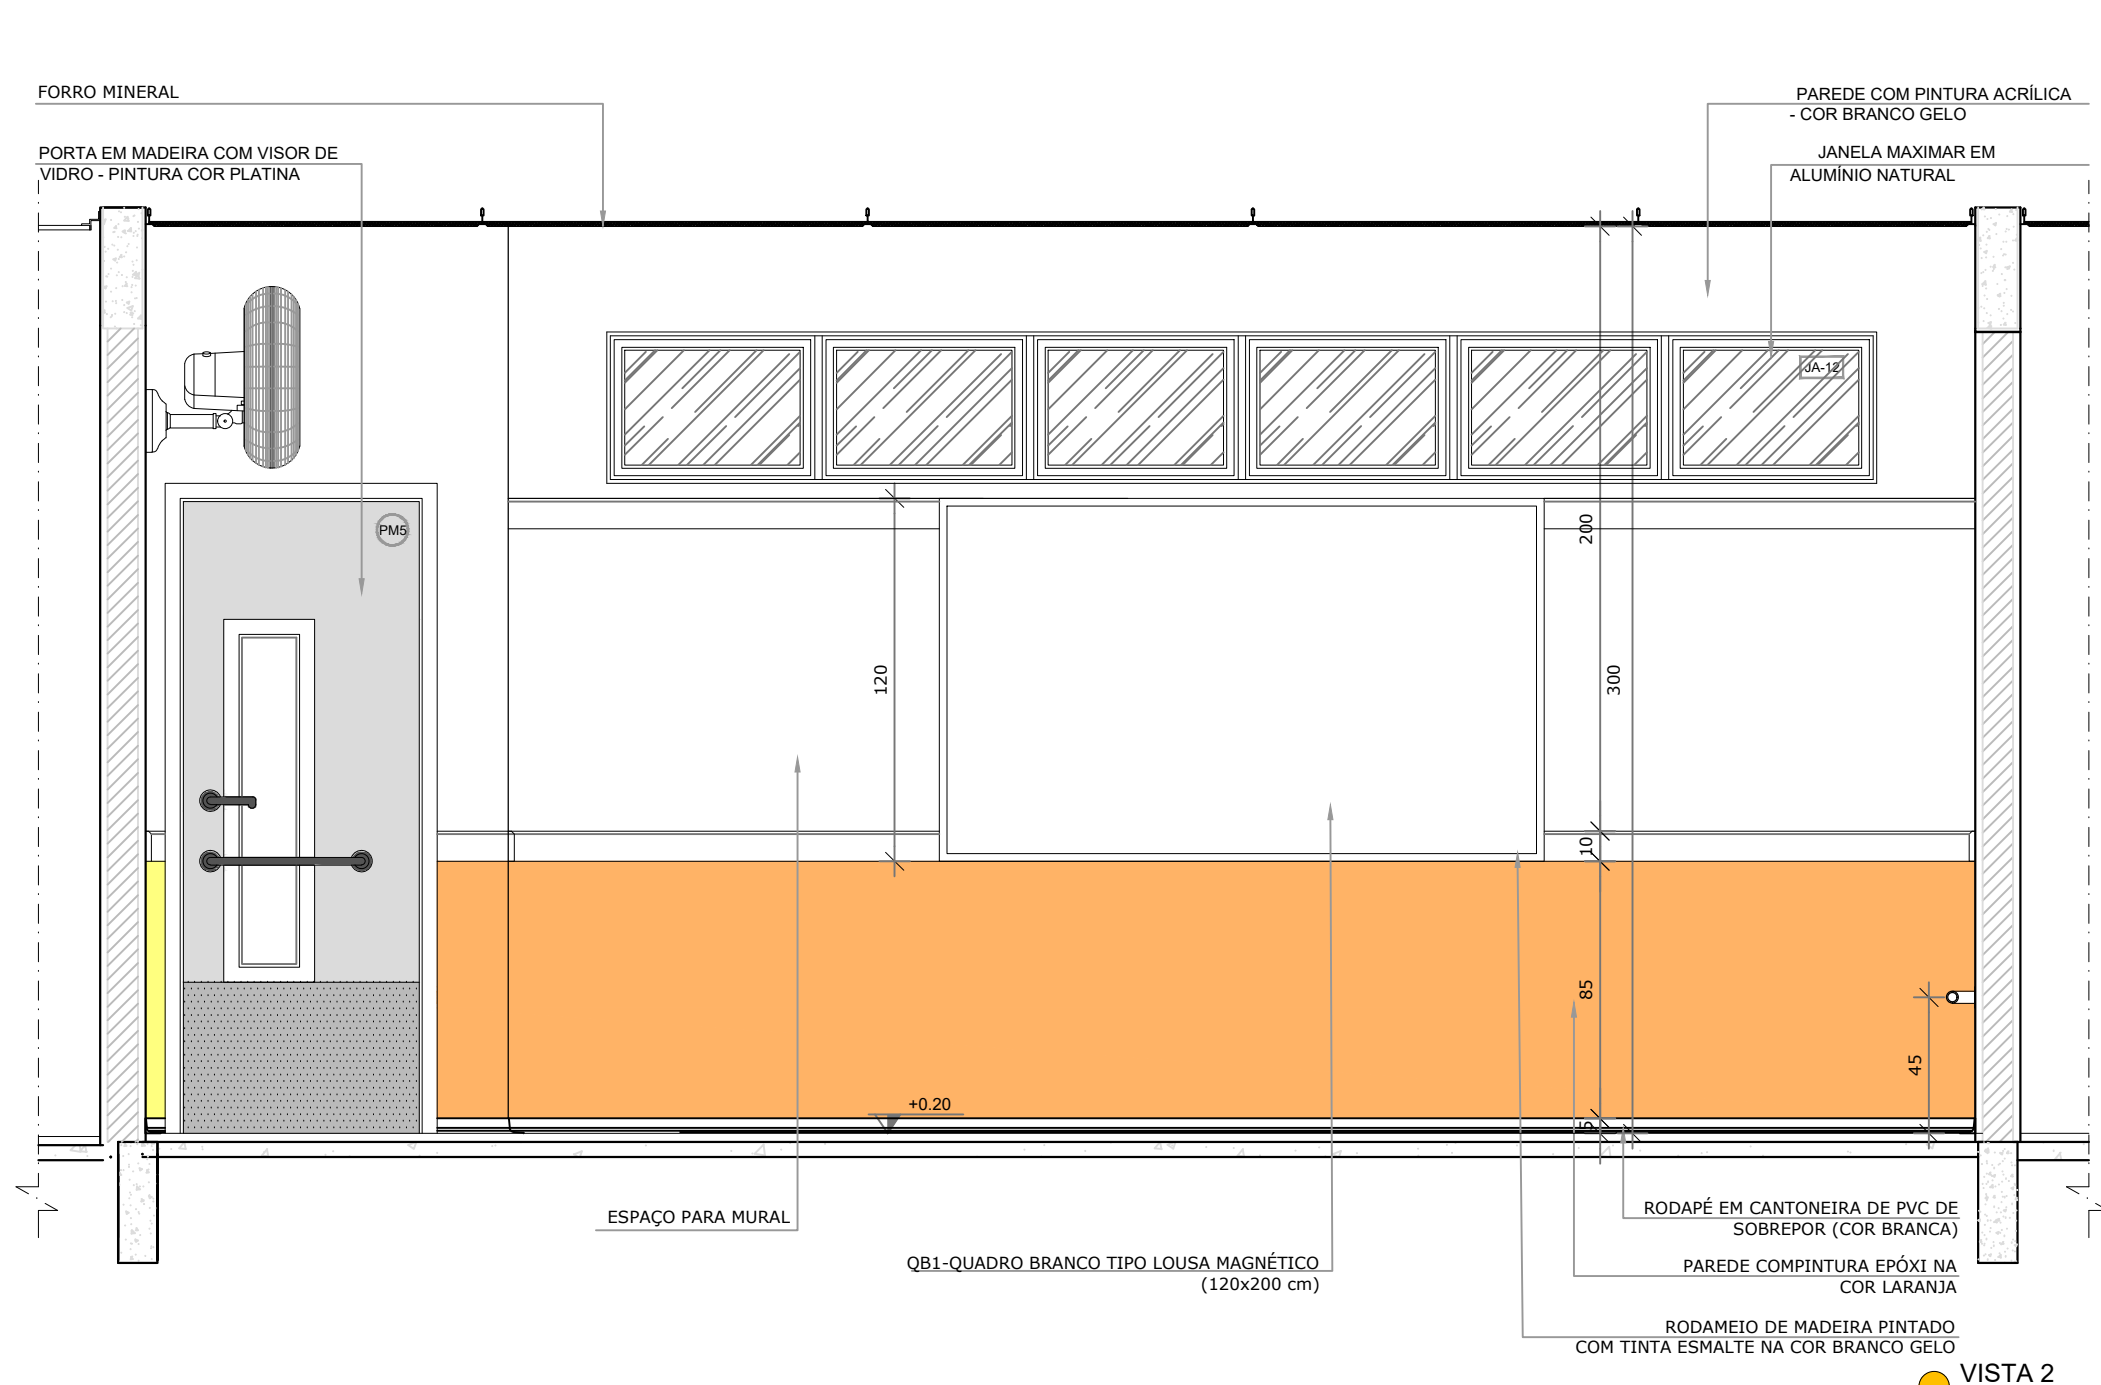 FORRO MINERAL
PORTA EM MADEIRA COM VISOR DE
VIDRO - PINTURA COR PLATINA
PAREDE COM PINTURA ACRÍLICA
- COR BRANCO GELO
JANELA MAXIMAR EM
ALUMÍNIO NATURAL
JA-12
PM5
200
120
300
10
85
45
+0.20
5
ESPAÇO PARA MURAL
QB1-QUADRO BRANCO TIPO LOUSA MAGNÉTICO
(120x200 cm)
RODAPÉ EM CANTONEIRA DE PVC DE
SOBREPOR (COR BRANCA)
PAREDE COMPINTURA EPÓXI NA
COR LARANJA
RODAMEIO DE MADEIRA PINTADO
COM TINTA ESMALTE NA COR BRANCO GELO
VISTA 2